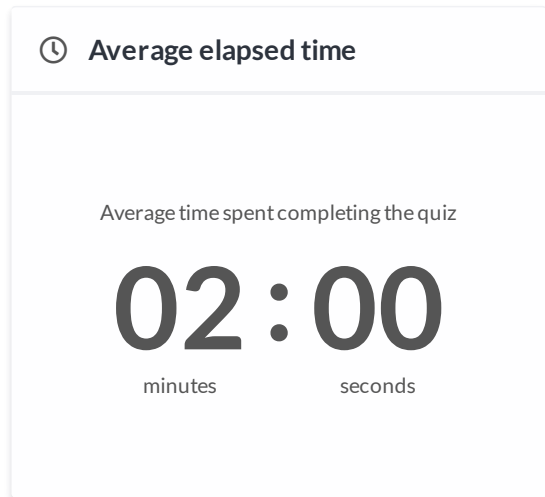 Average elapsed time
Average time spent completing the quiz
02 : 00
minutes seconds